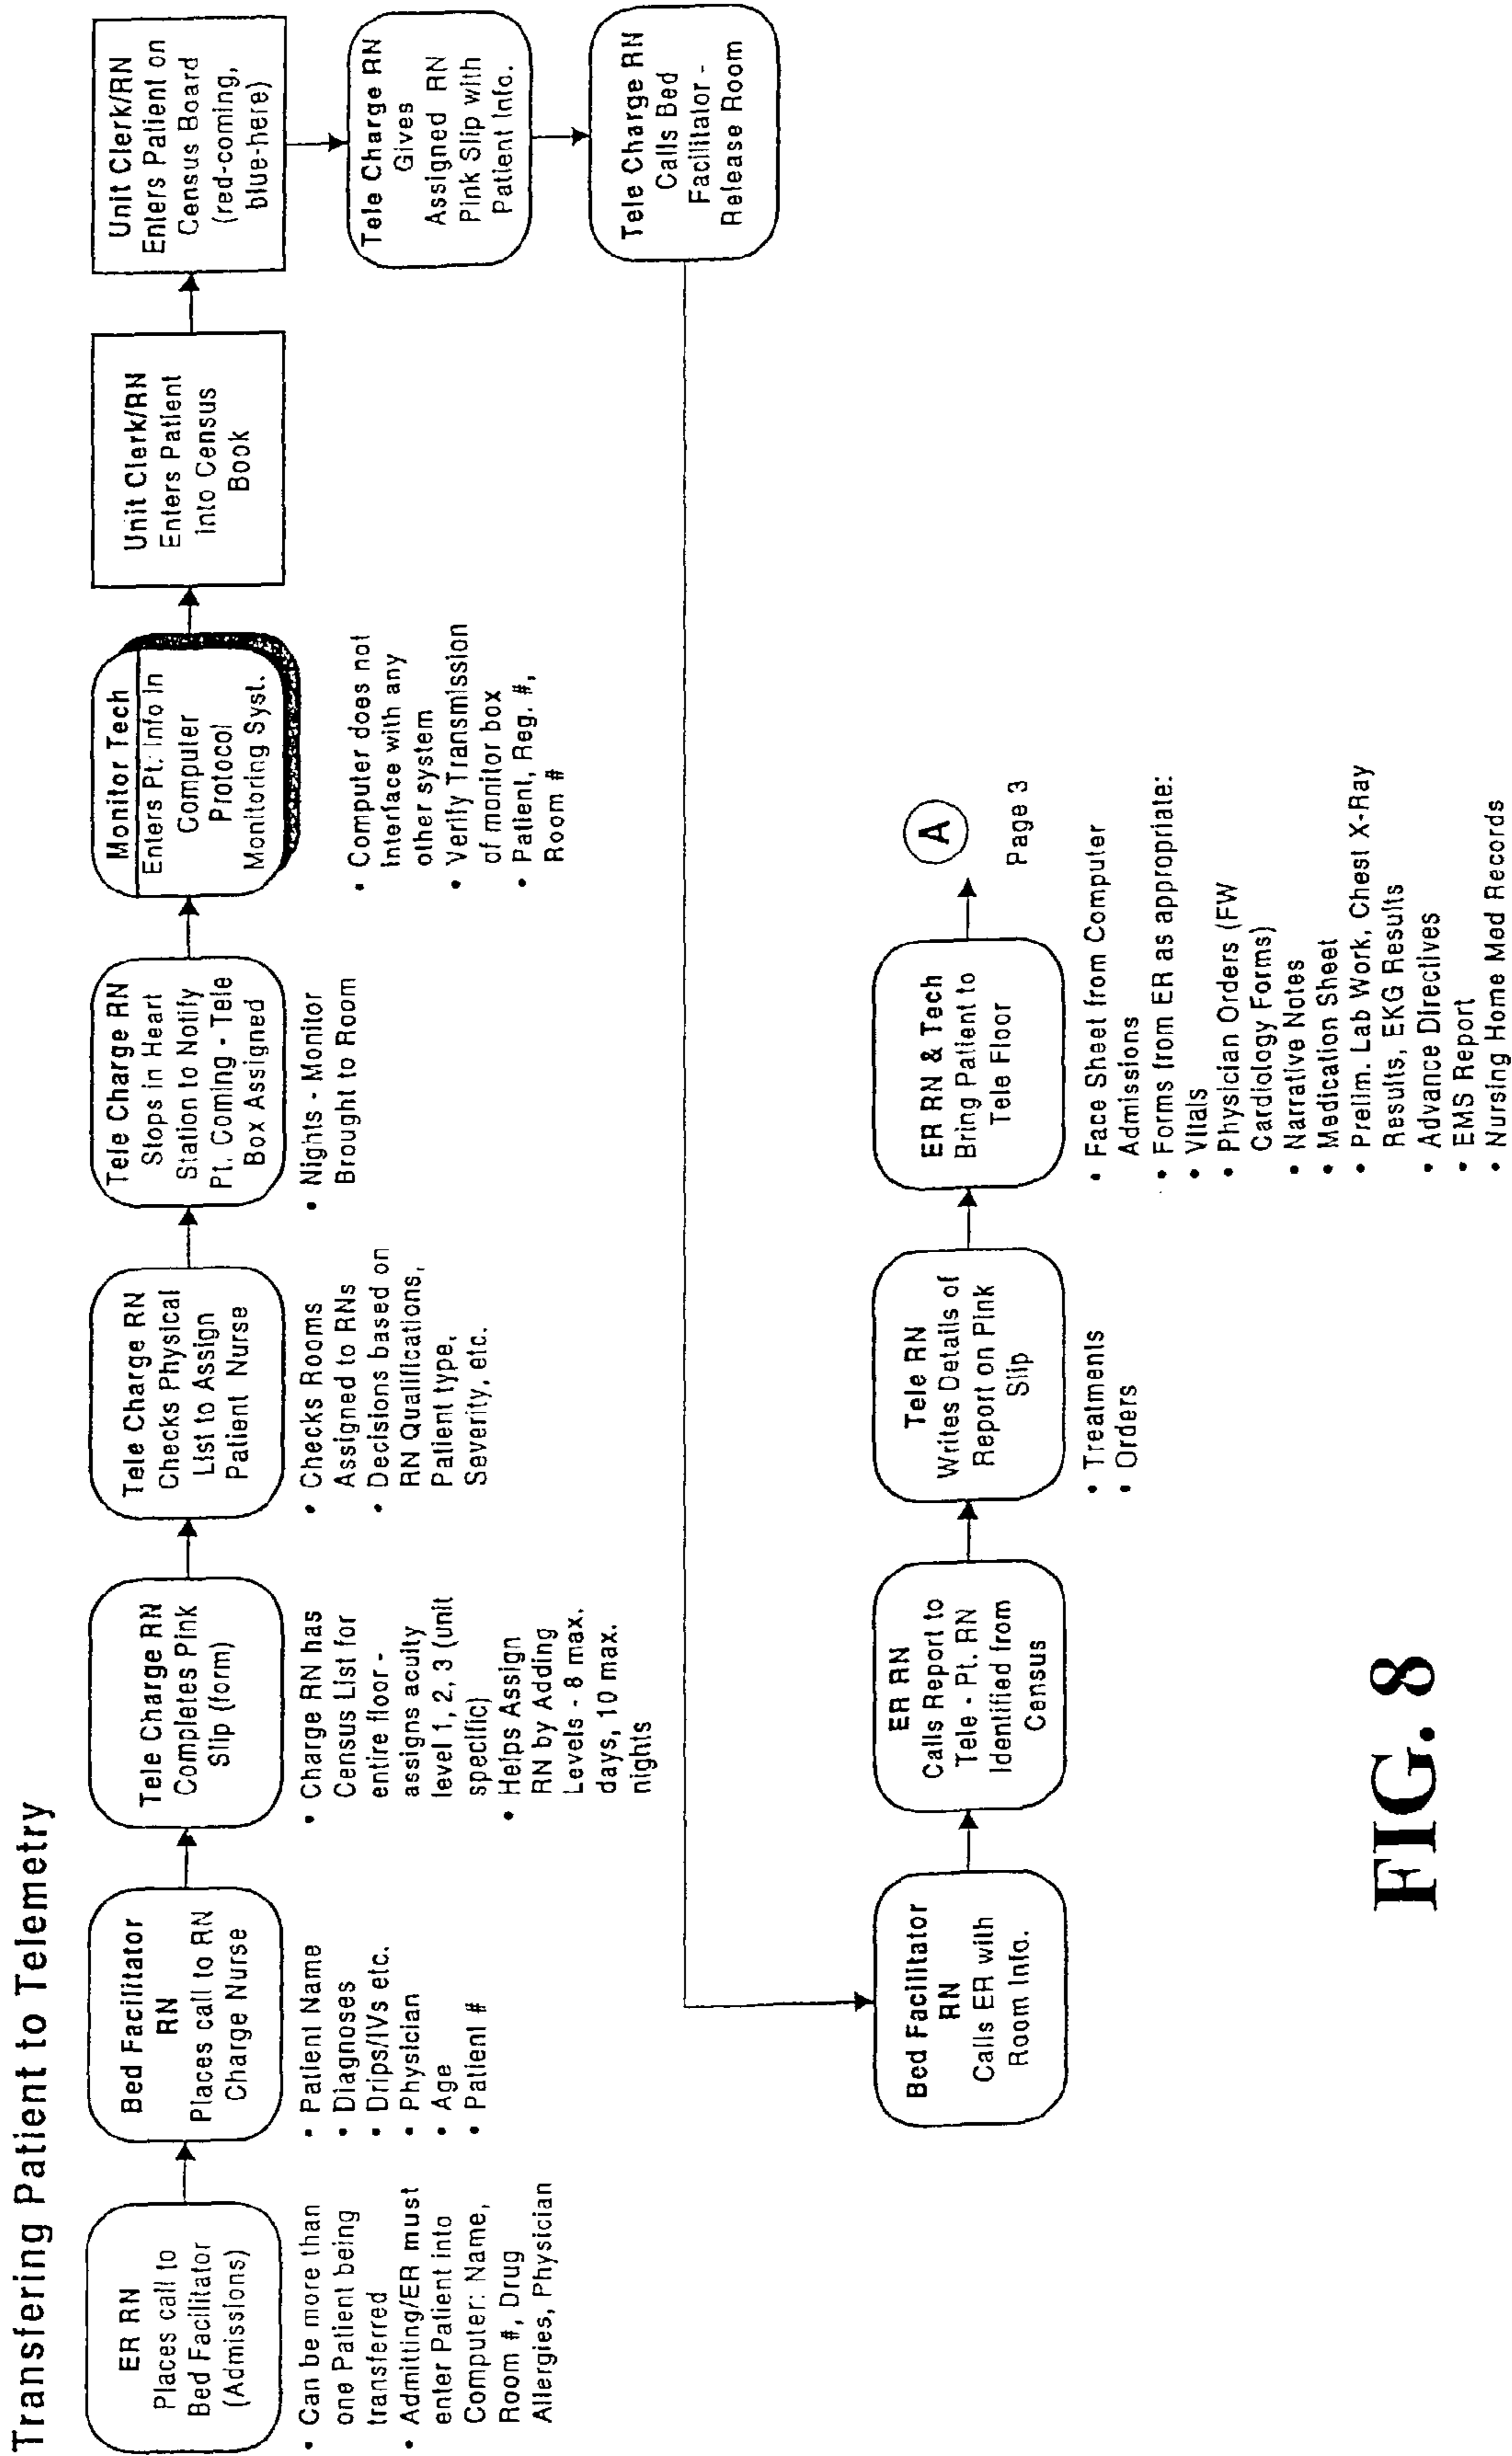 Transfering Patient to Telemetry
ER RN
Places call to
Bed Facilitator
(Admissions)
• Can be more than
one Patient being
transferred
• Admitting/ER must
enter Patient into
Computer: Name,
Room #, Drug
Allergies, Physician
Bed Facilitator
RN
Places call to RN
Charge Nurse
• Patient Name
• Diagnoses
• Drips/IVs etc.
• Physician
• Age
• Patient #
Tele Charge RN
Completes Pink
Slip (form)
• Charge RN has
Census List for
entire floor -
assigns acuity
level 1, 2, 3 (unit
specific)
• Helps Assign
RN by Adding
Levels - 8 max.
days, 10 max.
nights
Tele Charge RN
Checks Physical
List to Assign
Patient Nurse
• Checks Rooms
Assigned to RNs
• Decisions based on
RN Qualifications,
Patient type,
Severity, etc.
Tele Charge RN
Stops in Heart
Station to Notify
Pt. Coming - Tele
Box Assigned
• Nights - Monitor
Brought to Room
Monitor Tech
Enters Pt. Info In
Computer
Protocol
Monitoring Syst.
• Computer does not
Interface with any
other system
• Verify Transmission
of monitor box
• Patient, Reg. #,
Room #
Unit Clerk/RN
Enters Patient
into Census
Book
Unit Clerk/RN
Enters Patient on
Census Board
(red-coming,
blue-here)
Tele Charge RN
Gives
Assigned RN
Pink Slip with
Patient Info.
Tele Charge RN
Calls Bed
Facilitator -
Release Room
Bed Facilitator
RN
Calls ER with
Room Info.
ER RN
Calls Report to
Tele - Pt. RN
Identified from
Census
Tele RN
Writes Details of
Report on Pink
Slip
• Treatments
• Orders
ER RN & Tech
Bring Patient to
Tele Floor
• Face Sheet from Computer
Admissions
• Forms from ER as appropriate:
• Vitals
• Physician Orders (FW
Cardiology Forms)
• Narrative Notes
• Medication Sheet
• Prelim. Lab Work, Chest X-Ray
Results, EKG Results
• Advance Directives
• EMS Report
• Nursing Home Med Records
A
Page 3
FIG. 8